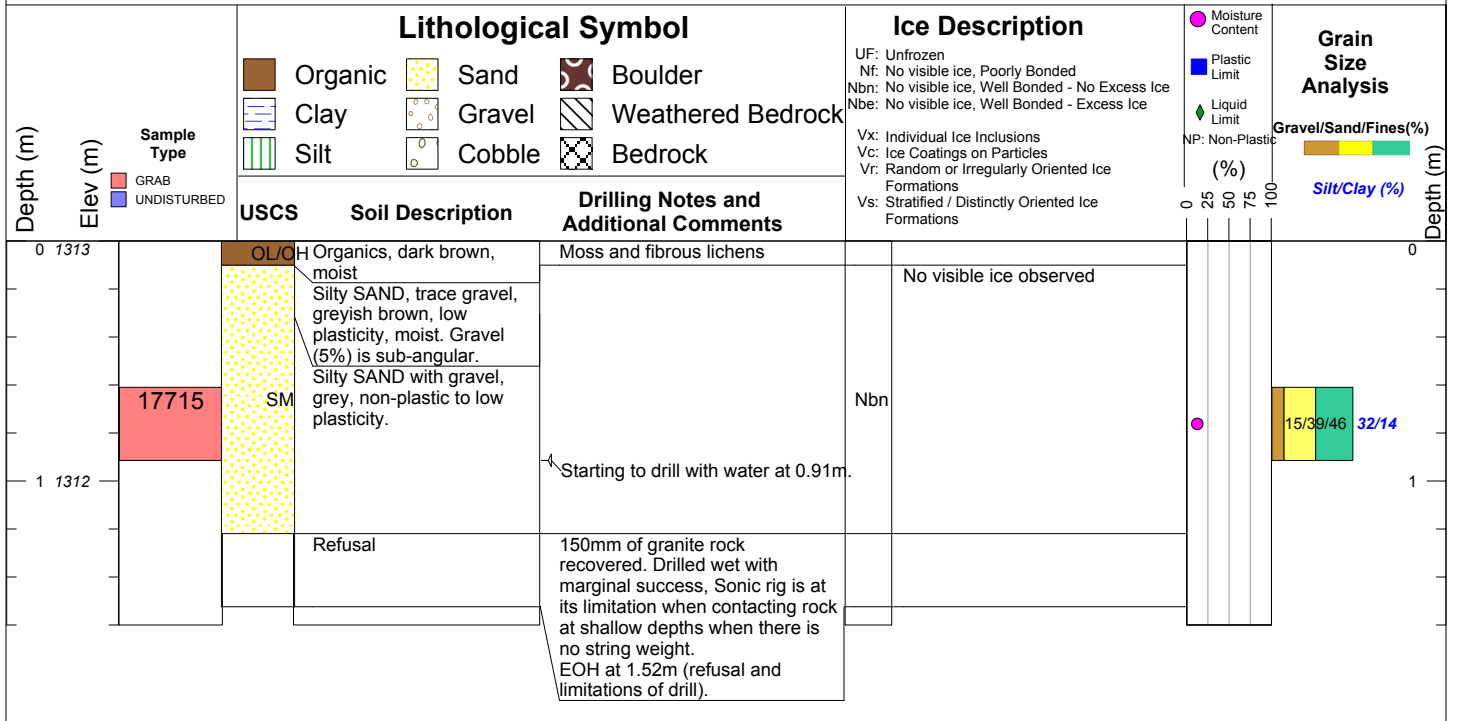 Lithological Symbol
Organic
Sand
Boulder
Clay
Gravel
Weathered Bedrock
Silt
Cobble
Bedrock
Depth (m)
Elev (m)
Sample
Type
GRAB
UNDISTURBED
USCS
Soil Description
Drilling Notes and
Additional Comments
Ice Description
UF: Unfrozen
Nf: No visible ice, Poorly Bonded
Nbn: No visible ice, Well Bonded - No Excess Ice
Nbe: No visible ice, Well Bonded - Excess Ice
Vx: Individual Ice Inclusions
Vc: Ice Coatings on Particles
Vr: Random or Irregularly Oriented Ice
Formations
Vs: Stratified / Distinctly Oriented Ice
Formations
Moisture
Content
Plastic
Limit
Liquid
Limit
NP: Non-Plastic
(%)
0 25 50 75 100
Grain
Size
Analysis
Gravel/Sand/Fines(%)
Silt/Clay (%)
Depth (m)
0 1313
OL/OH
Organics, dark brown,
moist
Moss and fibrous lichens
No visible ice observed
0
Silty SAND, trace gravel,
greyish brown, low
plasticity, moist. Gravel
(5%) is sub-angular.
17715
SM
Silty SAND with gravel,
grey, non-plastic to low
plasticity.
Nbn
15/39/46
32/14
Starting to drill with water at 0.91m.
1 1312
1
Refusal
150mm of granite rock
recovered. Drilled wet with
marginal success, Sonic rig is at
its limitation when contacting rock
at shallow depths when there is
no string weight.
EOH at 1.52m (refusal and
limitations of drill).